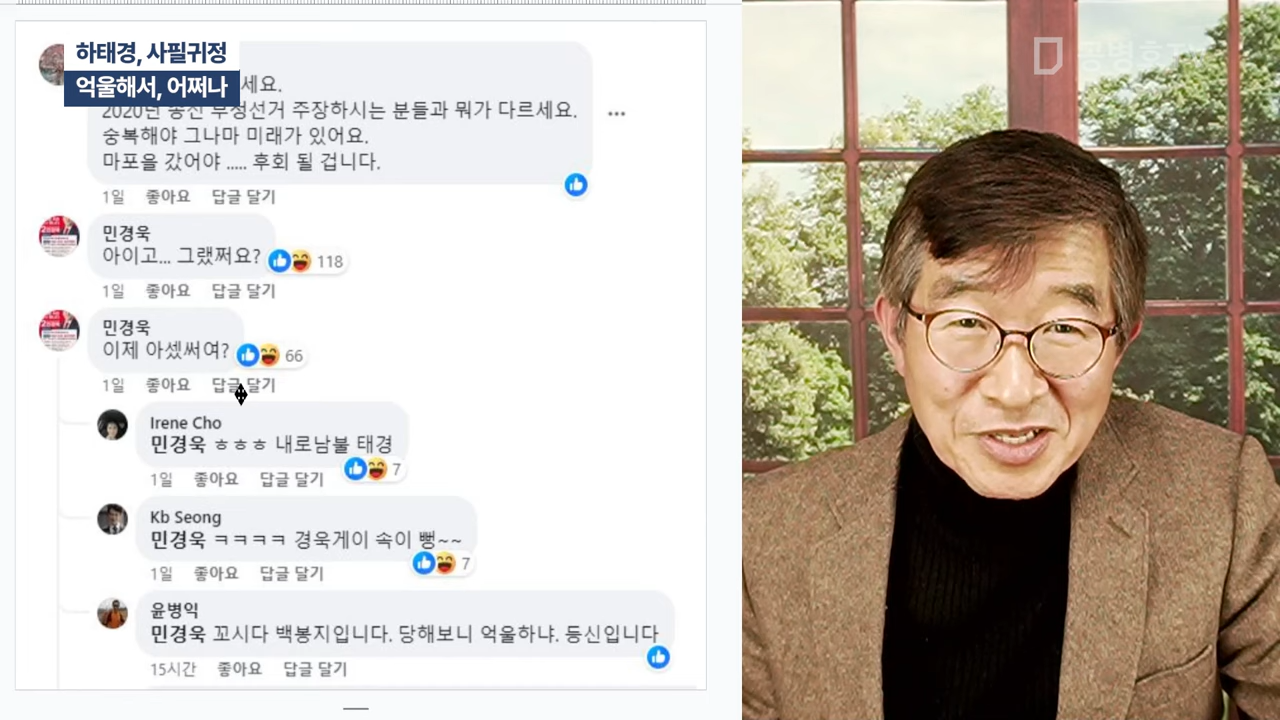 하태경, 사필귀정
억울해서, 어쩌나
세요.
2020년 총선 부정선거 주장하시는 분들과 뭐가 다르세요.
숭복해야 그나마 미래가 있어요.
마포을 갔어야 ..... 후회 될 겁니다.
1일 좋아요 답글 달기
민경욱
아이고... 그랬쪄요?
118
1일 좋아요 답글 달기
민경욱
이제 아셌써여?
66
1일 좋아요 답글 달기
Irene Cho
민경욱 ㅎㅎㅎ 내로남불 태경
7
1일 좋아요 답글 달기
Kb Seong
민경욱 ㅋㅋㅋㅋ 경욱게이 속이 뻥~~
7
1일 좋아요 답글 달기
윤병익
민경욱 꼬시다 백봉지입니다. 당해보니 억울하냐. 등신입니다
15시간 좋아요 답글 달기
공병호TV